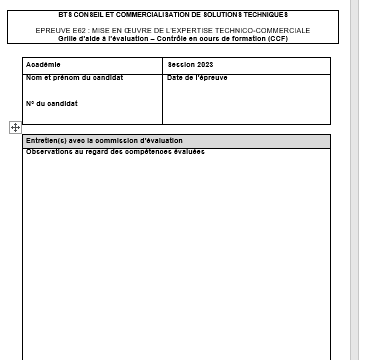 BTS CONSEIL ET COMMERCIALISATION DE SOLUTIONS TECHNIQUES
EPREUVE E62 : MISE EN ŒUVRE DE L'EXPERTISE TECHNICO-COMMERCIALE
Grille d'aide à l'évaluation – Contrôle en cours de formation (CCF)
Académie
Session 2023
Nom et prénom du candidat
Date de l'épreuve
N° du candidat
Entretien(s) avec la commission d'évaluation
Observations au regard des compétences évaluées